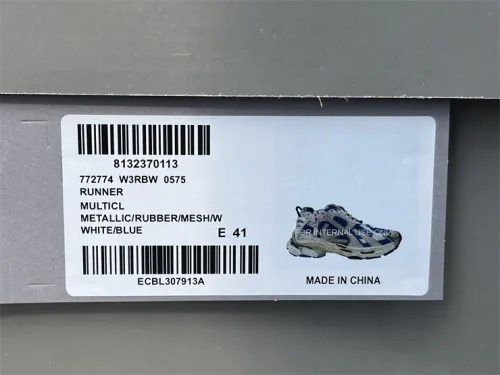 8132370113
772774 W3RBW 0575
RUNNER
MULTICL
METALLIC/RUBBER/MESH/W
WHITE/BLUE E 41
FOR INTERNAL USE ONLY
ECBL307913A
MADE IN CHINA